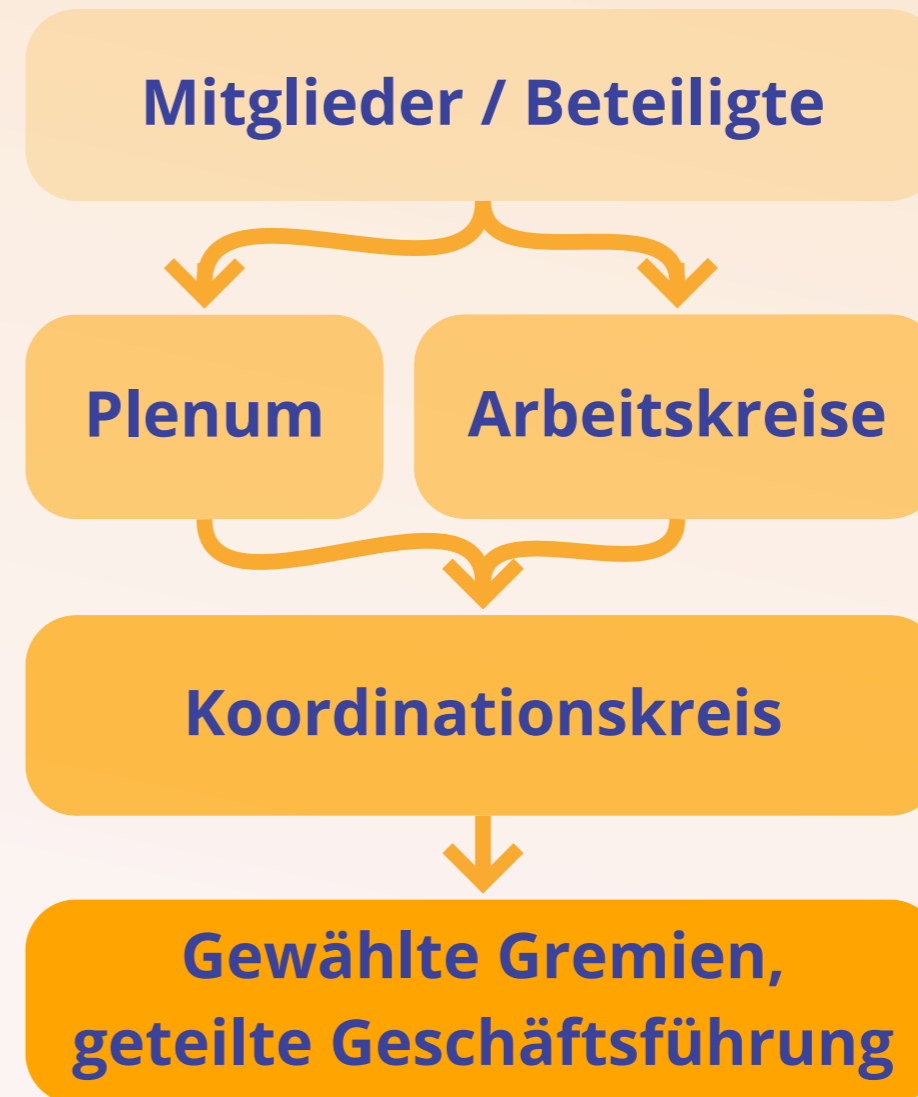 Mitglieder / Beteiligte
Plenum
Arbeitskreise
Koordinationskreis
Gewählte Gremien,
geteilte Geschäftsführung